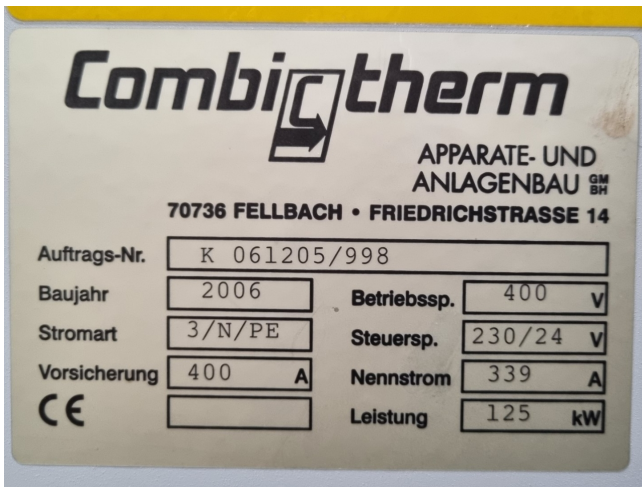 Combictherm
APPARATE- UND
ANLAGENBAU GMBH
70736 FELLBACH • FRIEDRICHSTRASSE 14
Auftrags-Nr. K 061205/998
Baujahr 2006 Betriebssp. 400 V
Stromart 3/N/PE Steuersp. 230/24 V
Vorsicherung 400 A Nennstrom 339 A
CE Leistung 125 kW